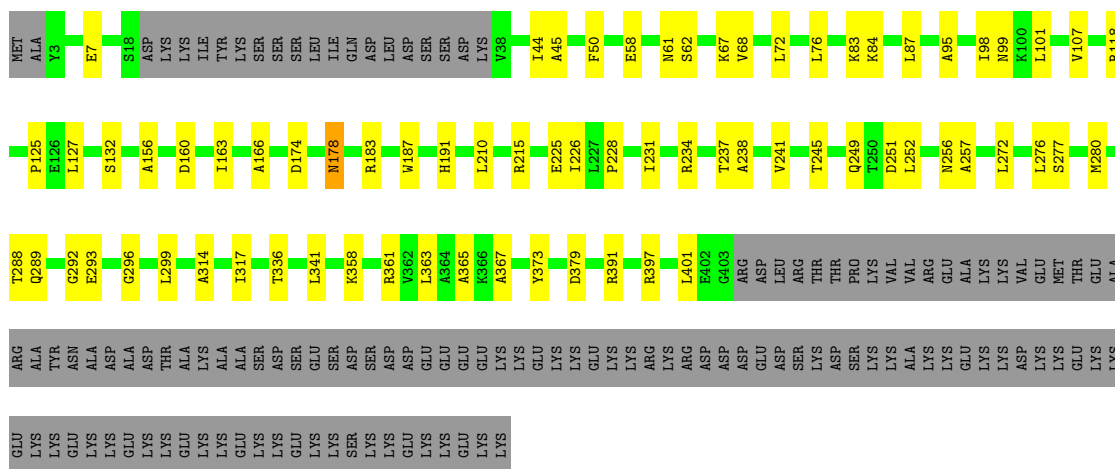 MET ALA Y3 E7 S18 ASP LYS LYS ILE TYR LYS SER SER SER LEU ILE GLN ASP LEU ASP SER SER ASP LYS V38 I44 A45 F50 E58 N61 S62 K67 V68 L72 L76 K83 K84 L87 A95 I98 N99 K100 L101 V107 R118
P125 E126 L127 S132 A156 D160 I163 A166 D174 N178 R183 W187 H191 L210 R215 E225 I226 L227 P228 I231 R234 T237 A238 V241 T245 Q249 T250 D251 L252 N256 A257 L272 L276 S277 M280
T288 Q289 G292 E293 G296 L299 A314 I317 T336 L341 K358 R361 V362 L363 A364 A365 K366 A367 Y373 D379 R391 R397 L401 E402 G403 ARG ASP LEU ARG THR THR PRO LYS VAL VAL ARG GLU ALA LYS LYS VAL GLU MET THR GLU ALA
ARG ALA TYR ASN ALA ASP ALA ASP THR ALA LYS ALA ALA SER ASP SER GLU SER ASP SER ASP ASP GLU GLU GLU GLU LYS LYS GLU LYS LYS GLU LYS LYS ARG LYS ARG ASP ASP ASP GLU ASP SER LYS ASP SER LYS LYS ALA LYS LYS GLU LYS LYS ASP LYS LYS GLU LYS LYS
GLU LYS LYS LYS GLU LYS LYS GLU LYS LYS GLU LYS LYS LYS GLU LYS LYS SER LYS LYS GLU LYS LYS GLU LYS LYS